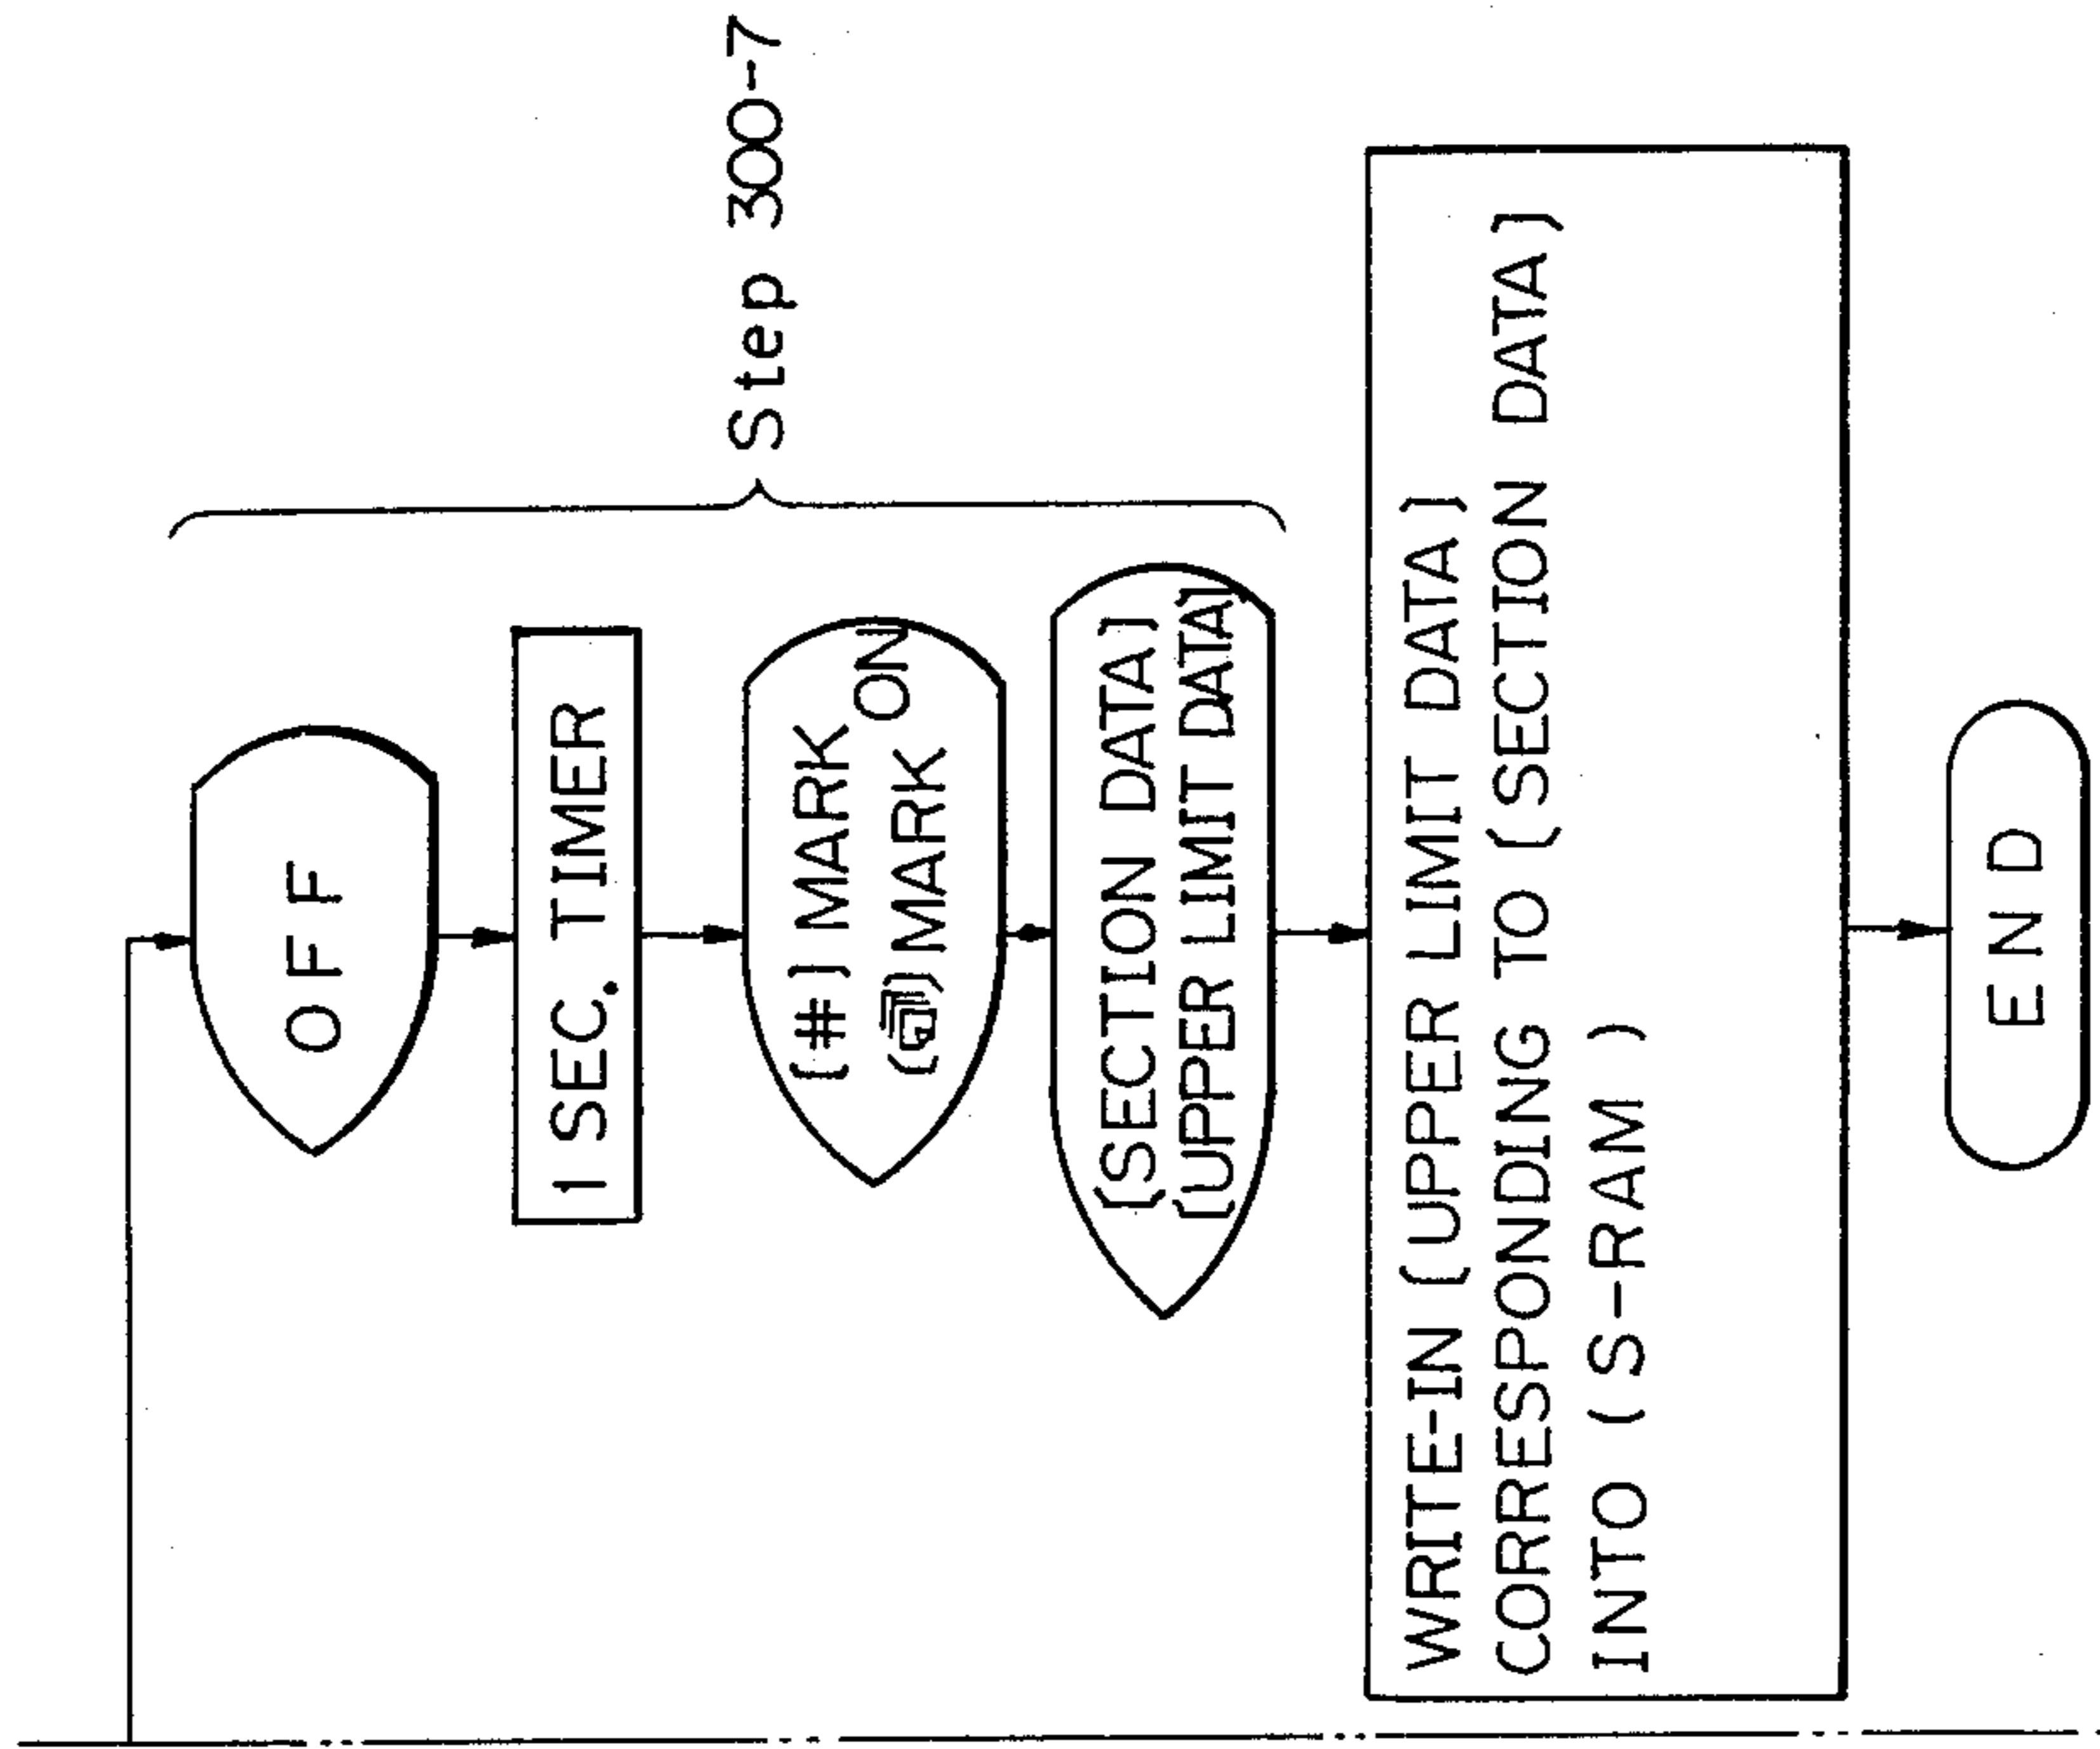 OFF
1 SEC. TIMER
(#) MARK ON
MARK
(SECTION DATA)
(UPPER LIMIT DATA)
Step 300-7
WRITE-IN (UPPER LIMIT DATA)
CORRESPONDING TO (SECTION DATA)
INTO (S-RAM)
END